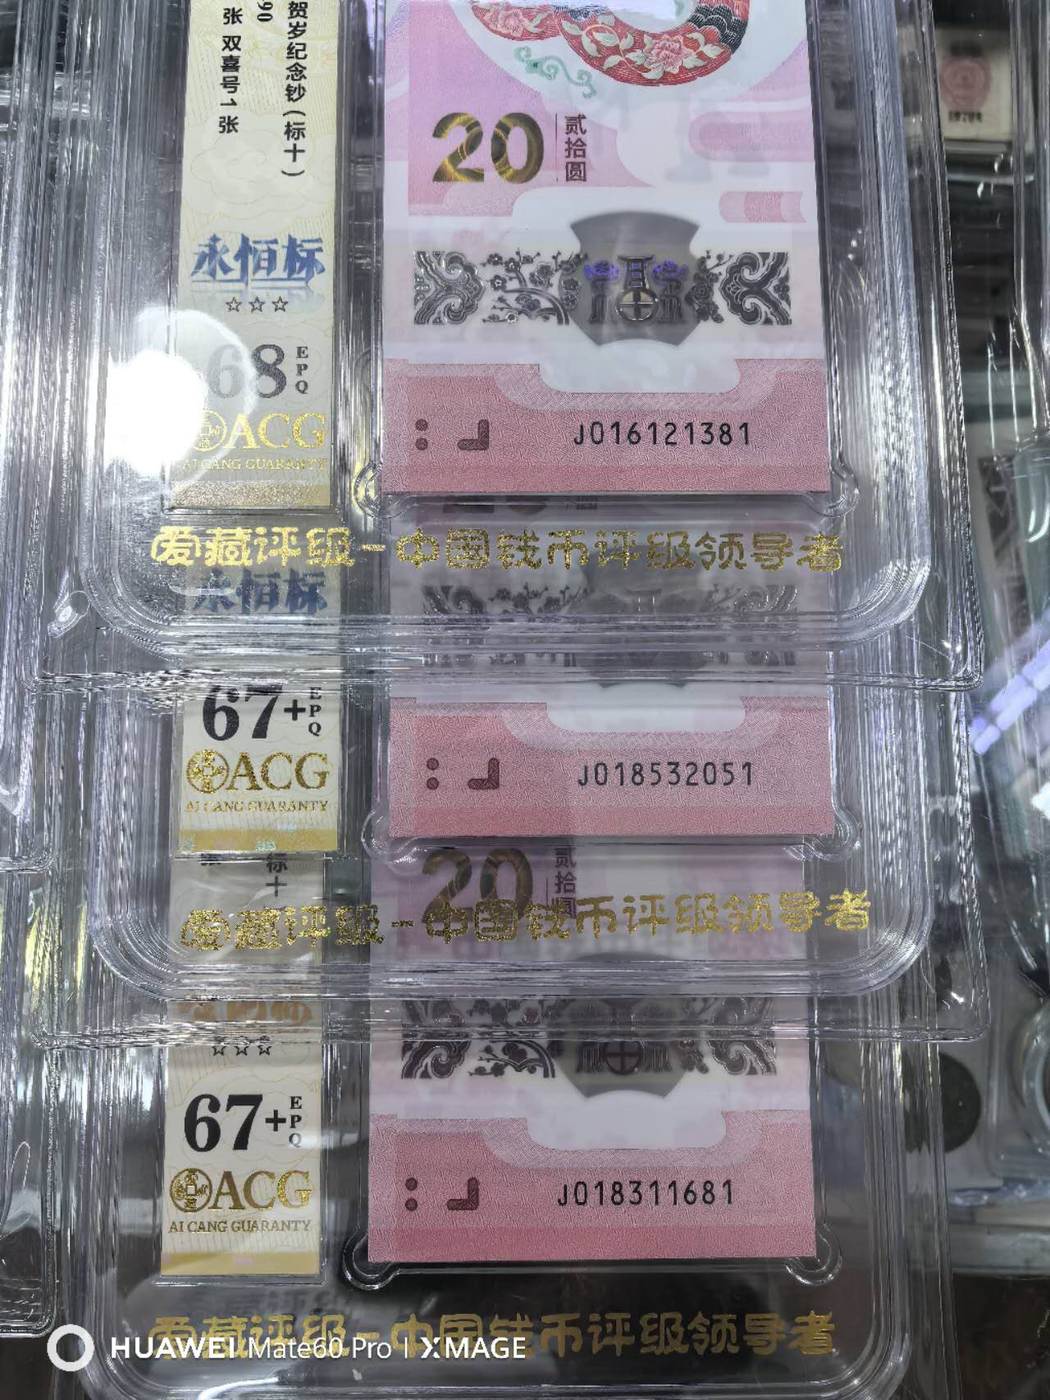 贺岁纪念钞(标十)
90
张 双喜号1张
永恒标
☆☆☆
68 EPQ
ACG
AI CANG GUARANTY
20 贰拾圆
J016121381
爱藏评级-中国钱币评级领导者
永恒标
67+ EPQ
ACG
AI CANG GUARANTY
J018532051
标十
20 贰拾圆
爱藏评级-中国钱币评级领导者
☆☆☆
67+ EPQ
ACG
AI CANG GUARANTY
J018311681
爱藏评级-中国钱币评级领导者
HUAWEI Mate60 Pro | XMAGE